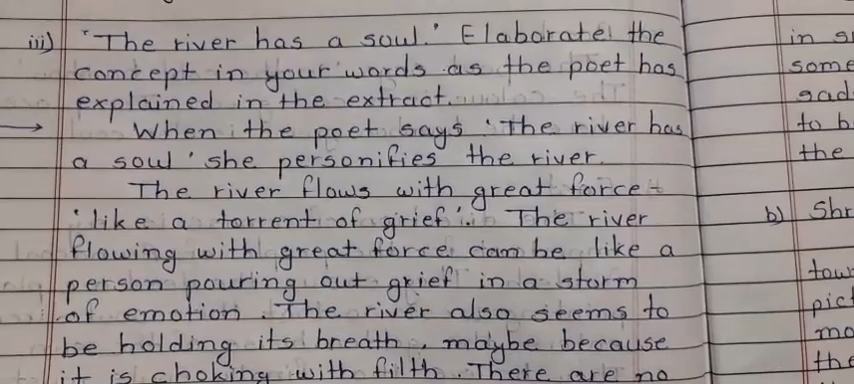 iii) 'The river has a soul.' Elaborate the
concept in your words as the poet has
explained in the extract.
→ When the poet says 'The river has
a soul' she personifies the river.
The river flows with great force -
'like a torrent of grief'. The river
flowing with great force can be like a
person pouring out grief in a storm
of emotion. The river also seems to
be holding its breath, maybe because
it is choking with filth. There are no
in
some
gad
to b
the
b) Shr
tow
pict
mo
the